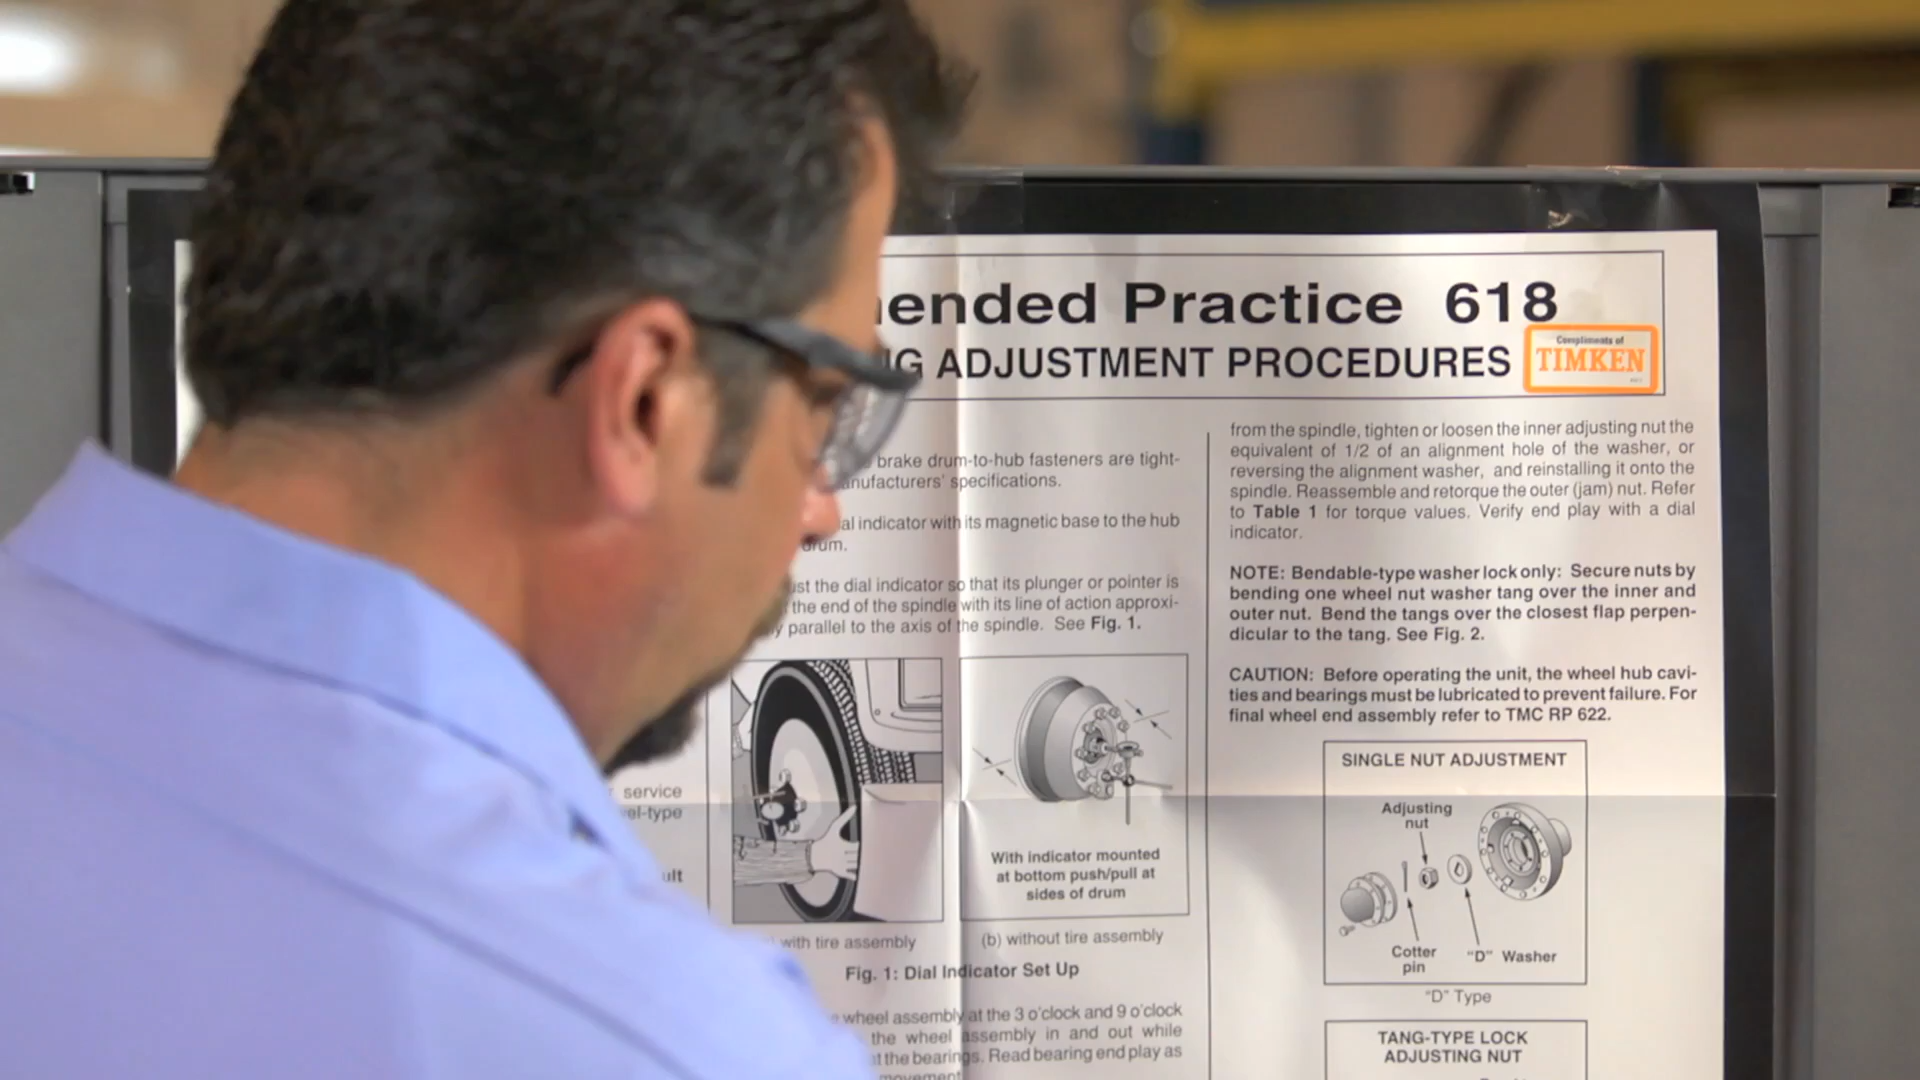 Practice 618
ADJUSTMENT PROCEDURES
Compliments of
TIMKEN
brake drum-to-hub fasteners are tight-
specifications.
indicator with its magnetic base to the hub
drum.
the dial indicator so that its plunger or pointer is
the end of the spindle with its line of action approxi-
parallel to the axis of the spindle. See Fig. 1.
service
With indicator mounted
at bottom push/pull at
sides of drum
with tire assembly
(b) without tire assembly
Fig. 1: Dial Indicator Set Up
wheel assembly at the 3 o'clock and 9 o'clock
the wheel assembly in and out while
the bearings. Read bearing end play as
movement
from the spindle, tighten or loosen the inner adjusting nut the
equivalent of 1/2 of an alignment hole of the washer, or
reversing the alignment washer, and reinstalling it onto the
spindle. Reassemble and retorque the outer (jam) nut. Refer
to Table 1 for torque values. Verify end play with a dial
indicator.
NOTE: Bendable-type washer lock only: Secure nuts by
bending one wheel nut washer tang over the inner and
outer nut. Bend the tangs over the closest flap perpen-
dicular to the tang. See Fig. 2.
CAUTION: Before operating the unit, the wheel hub cavi-
ties and bearings must be lubricated to prevent failure. For
final wheel end assembly refer to TMC RP 622.
SINGLE NUT ADJUSTMENT
Adjusting
nut
Cotter
pin
"D" Washer
"D" Type
TANG-TYPE LOCK
ADJUSTING NUT